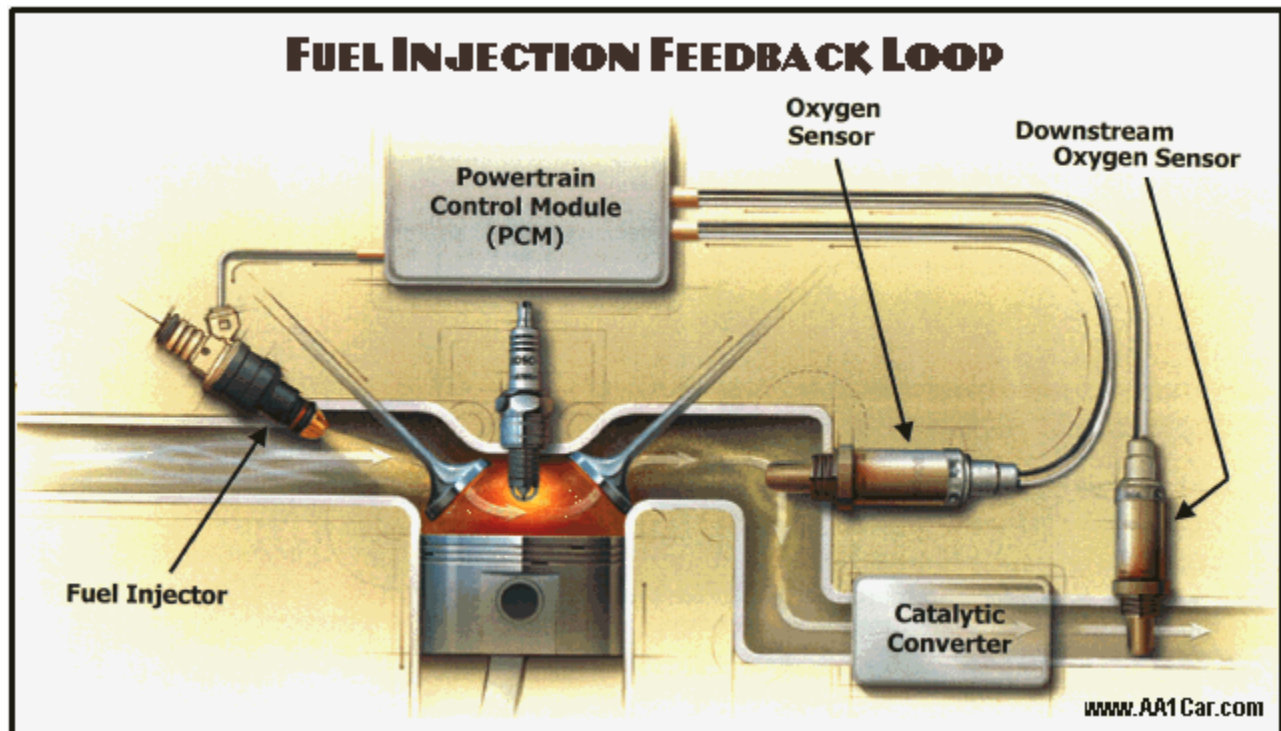 FUEL INJECTION FEEDBACK LOOP
Oxygen
Sensor
Downstream
Oxygen Sensor
Powertrain
Control Module
(PCM)
Fuel Injector
Catalytic
Converter
www.AA1Car.com